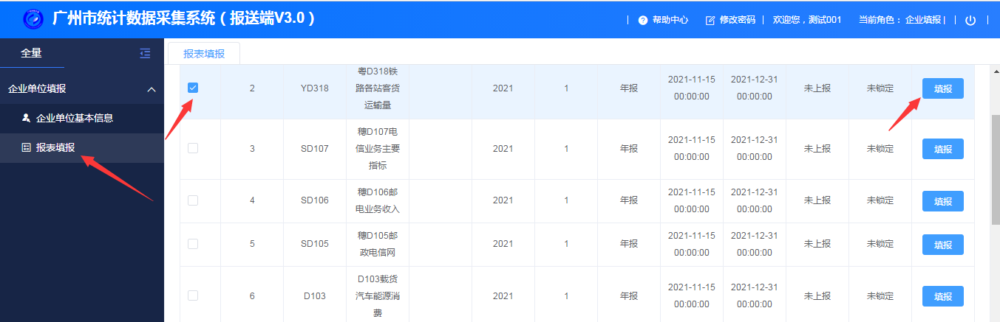 广州市统计数据采集系统（报送端V3.0）
帮助中心
修改密码
欢迎您，测试001
当前角色：企业填报
全量
企业单位填报
企业单位基本信息
报表填报
报表填报
2
YD318
粤D318铁
路各站客货
运输量
2021
1
年报
2021-11-15
00:00:00
2021-12-31
00:00:00
未上报
未锁定
填报
3
SD107
穗D107电
信业务主要
指标
2021
1
年报
2021-11-15
00:00:00
2021-12-31
00:00:00
未上报
未锁定
填报
4
SD106
穗D106邮
电业务收入
2021
1
年报
2021-11-15
00:00:00
2021-12-31
00:00:00
未上报
未锁定
填报
5
SD105
穗D105邮
政电信网
2021
1
年报
2021-11-15
00:00:00
2021-12-31
00:00:00
未上报
未锁定
填报
6
D103
D103载货
汽车能源消
费
2021
1
年报
2021-11-15
00:00:00
2021-12-31
00:00:00
未上报
未锁定
填报